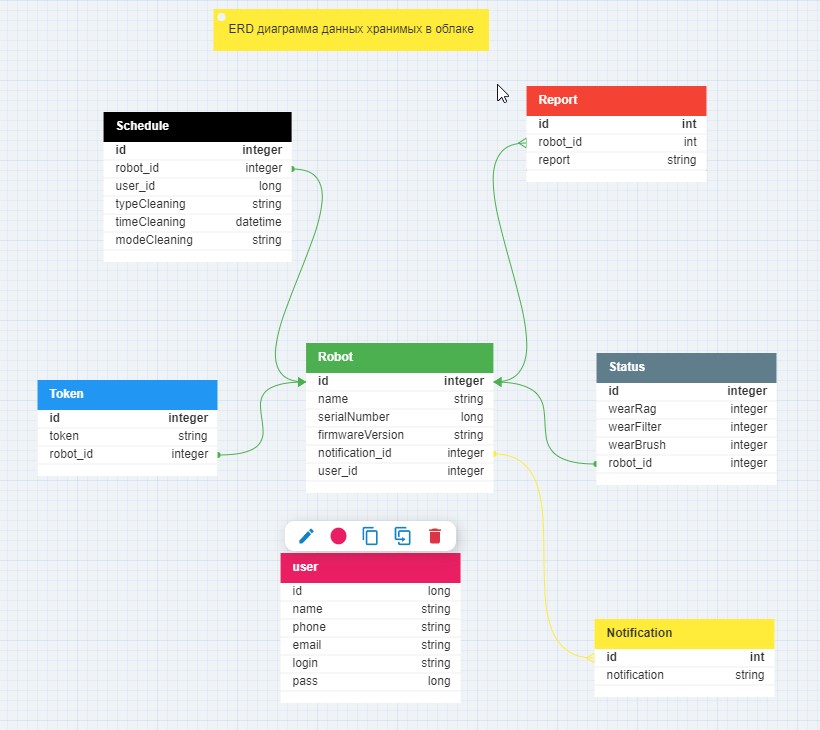 ERD диаграмма данных хранимых в облаке
Schedule
id integer
robot_id integer
user_id long
typeCleaning string
timeCleaning datetime
modeCleaning string
Report
id int
robot_id int
report string
Robot
id integer
name string
serialNumber long
firmwareVersion string
notification_id integer
user_id integer
Token
id integer
token string
robot_id integer
Status
id integer
wearRag integer
wearFilter integer
wearBrush integer
robot_id integer
user
id long
name string
phone string
email string
login string
pass long
Notification
id int
notification string